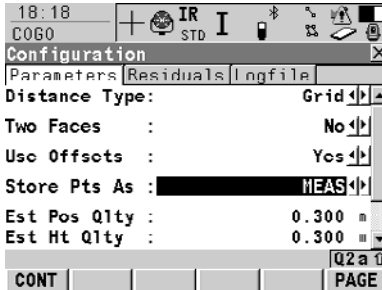 18:18
COGO
IR
STD
I
Configuration
X
Parameters Residuals Logfile
Distance Type: Grid
Two Faces : No
Use Offsets : Yes
Store Pts As : MEAS
Est Pos Qlty : 0.300 m
Est Ht Qlty : 0.300 m
Q2a
CONT PAGE